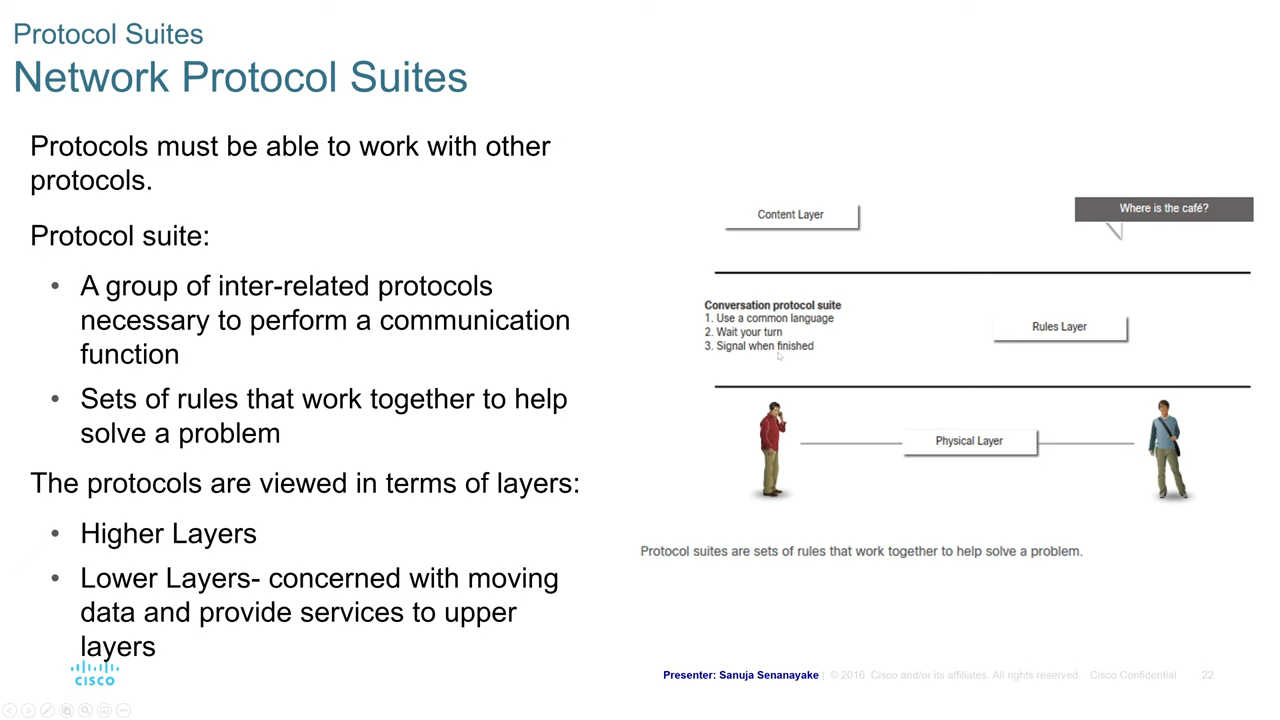 Protocol Suites
Network Protocol Suites
Protocols must be able to work with other
protocols.
Protocol suite:
• A group of inter-related protocols
necessary to perform a communication
function
• Sets of rules that work together to help
solve a problem
The protocols are viewed in terms of layers:
• Higher Layers
• Lower Layers- concerned with moving
data and provide services to upper
layers
Content Layer
Where is the café?
Conversation protocol suite
1. Use a common language
2. Wait your turn
3. Signal when finished
Rules Layer
Physical Layer
Protocol suites are sets of rules that work together to help solve a problem.
CISCO
Presenter: Sanuja Senanayake | © 2016 Cisco and/or its affiliates. All rights reserved. Cisco Confidential 22